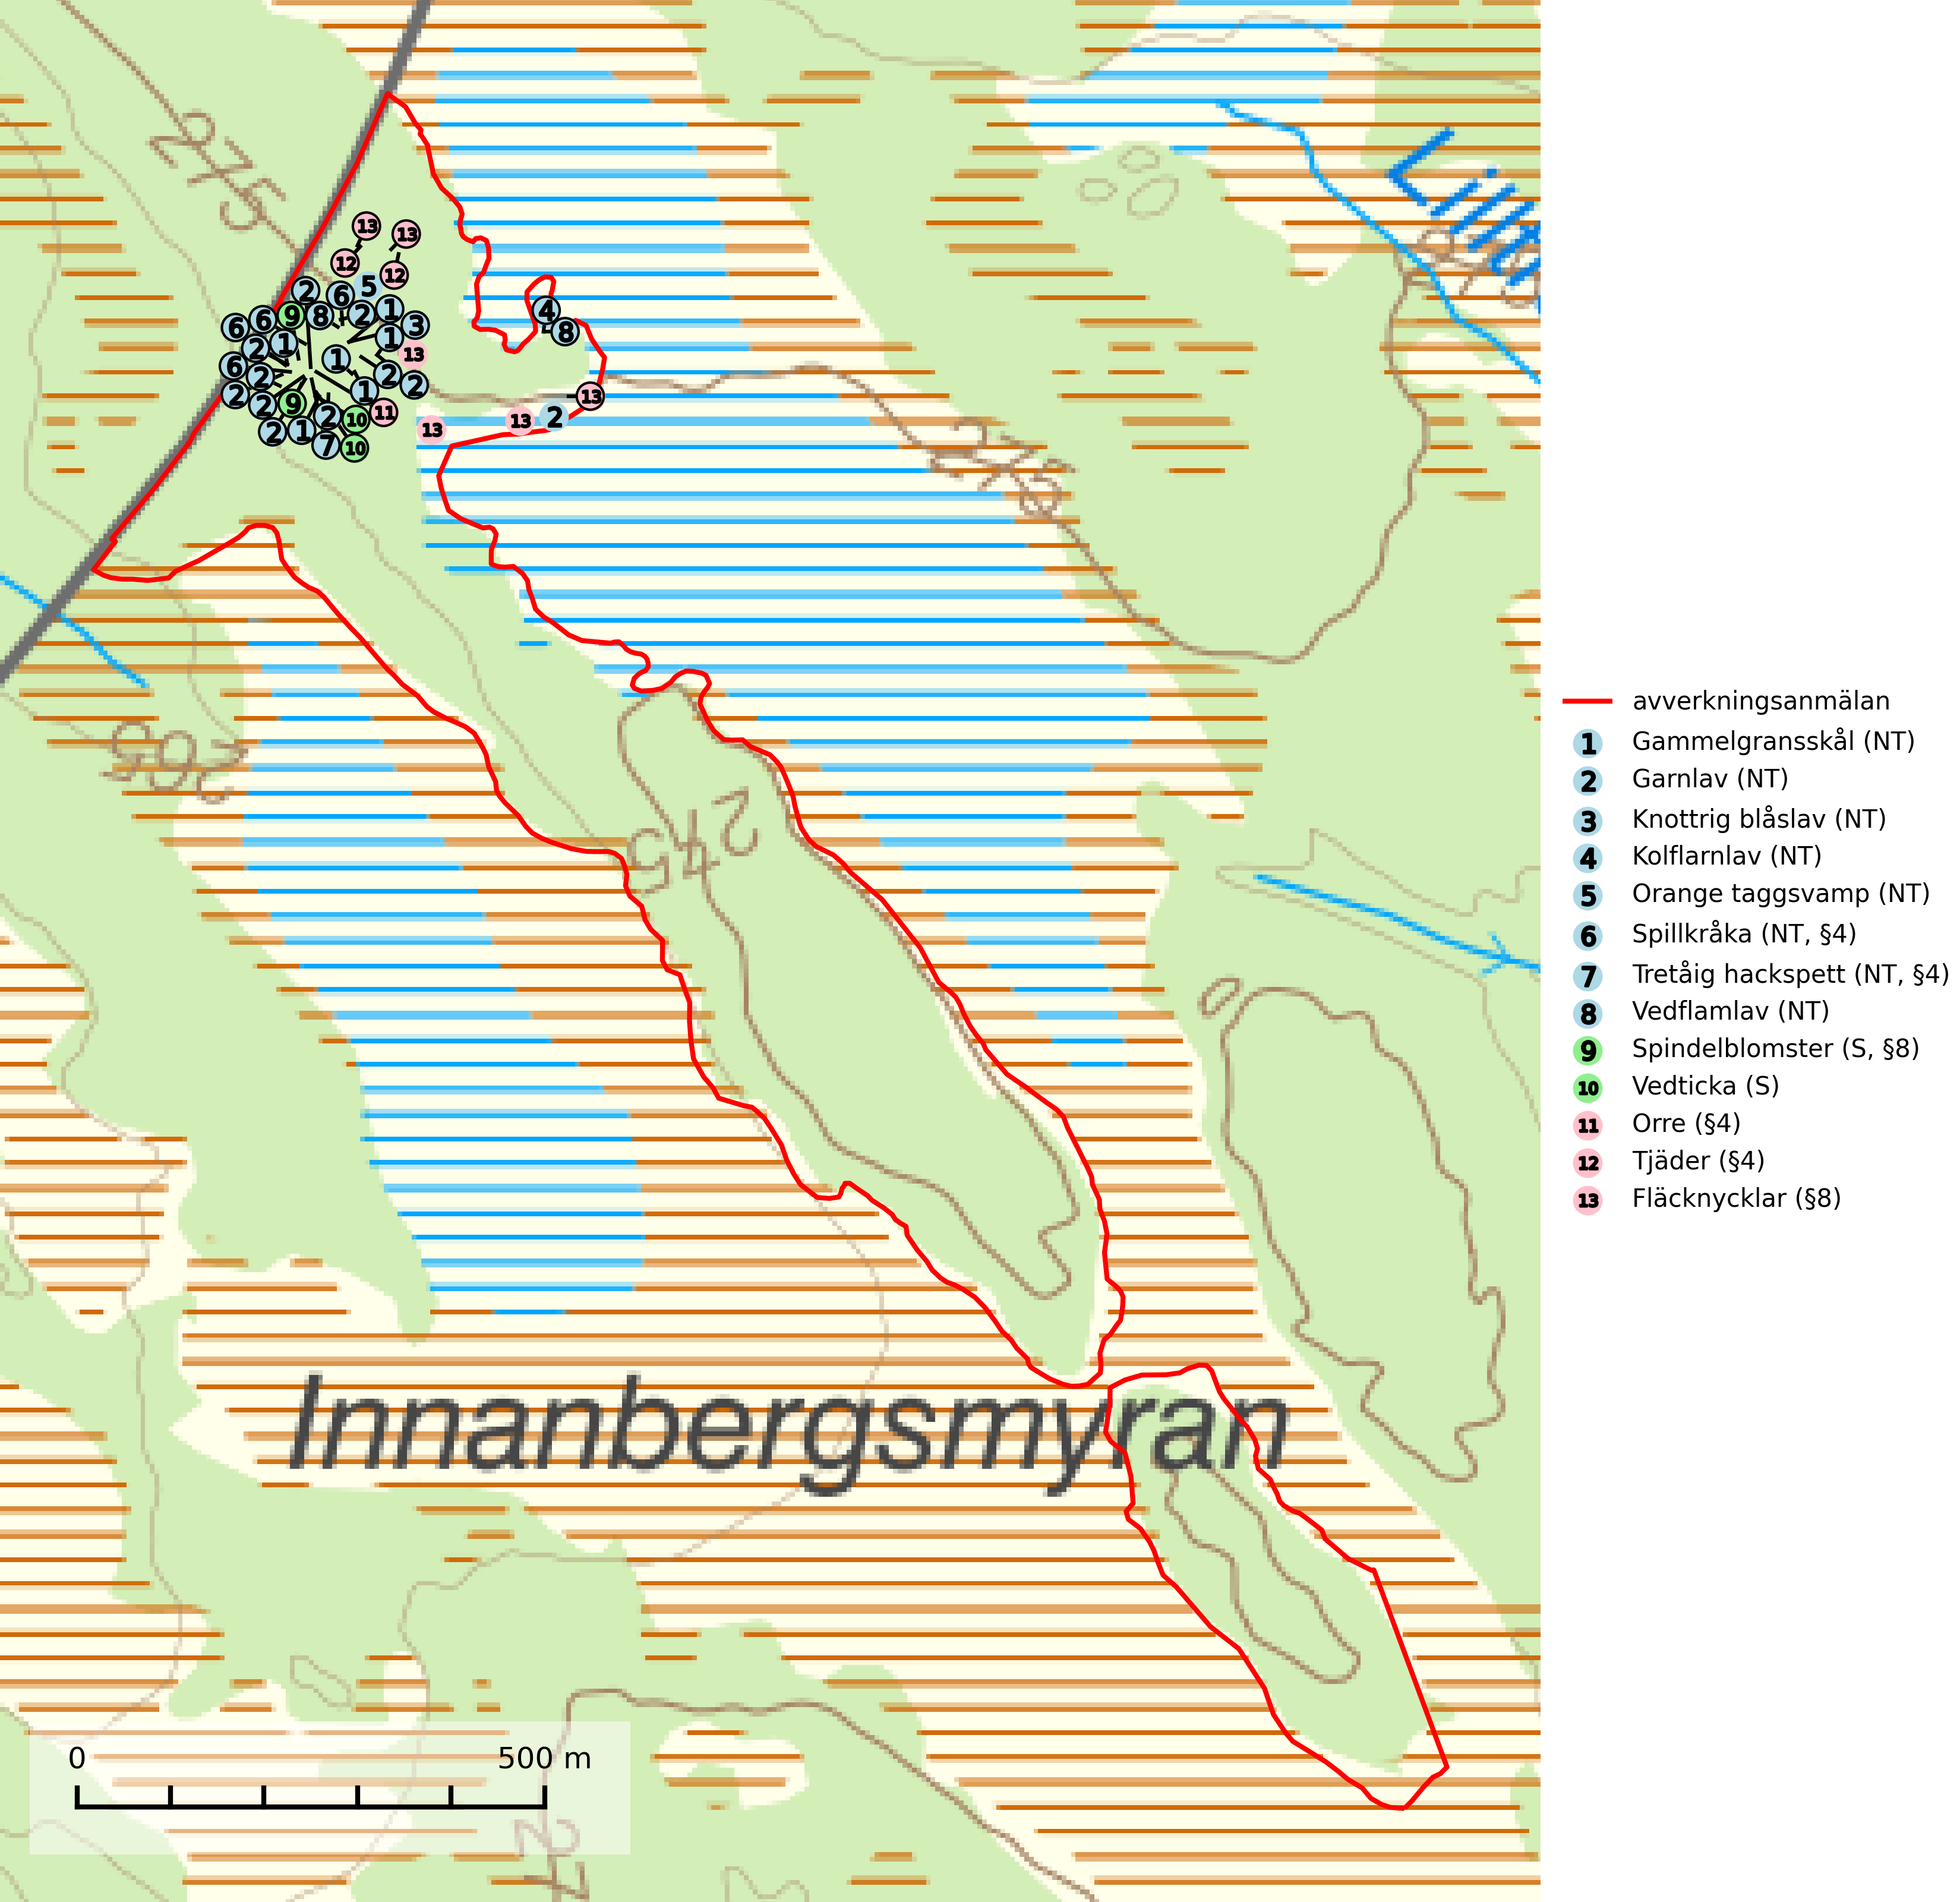 275
Innanbergsmyran
265
245
275
0 500 m
avverkningsanmälan
1 Gammelgransskål (NT)
2 Garnlav (NT)
3 Knottrig blåslav (NT)
4 Kolflarnlav (NT)
5 Orange taggsvamp (NT)
6 Spillkråka (NT, §4)
7 Tretåig hackspett (NT, §4)
8 Vedflamlav (NT)
9 Spindelblomster (S, §8)
10 Vedticka (S)
11 Orre (§4)
12 Tjäder (§4)
13 Fläcknycklar (§8)